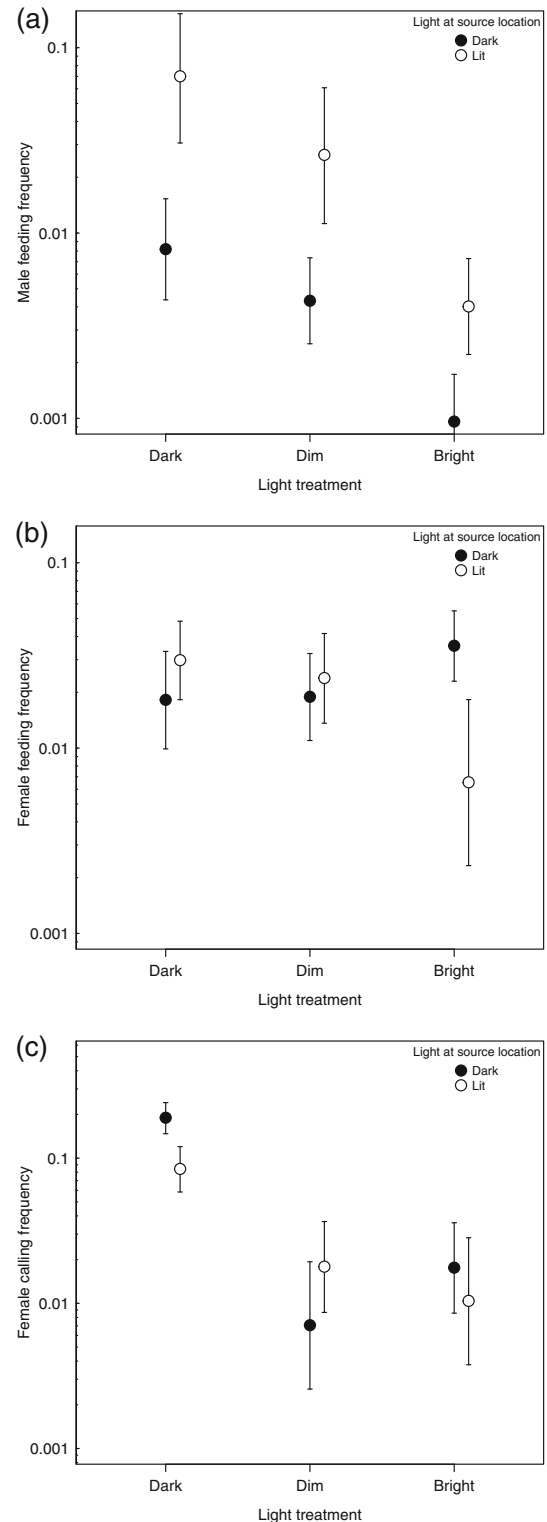 (a)
Light at source location
Dark
Lit
0.1
0.01
0.001
Male feeding frequency
Dark Dim Bright
Light treatment
(b)
Light at source location
Dark
Lit
0.1
0.01
0.001
Female feeding frequency
Dark Dim Bright
Light treatment
(c)
Light at source location
Dark
Lit
0.1
0.01
0.001
Female calling frequency
Dark Dim Bright
Light treatment